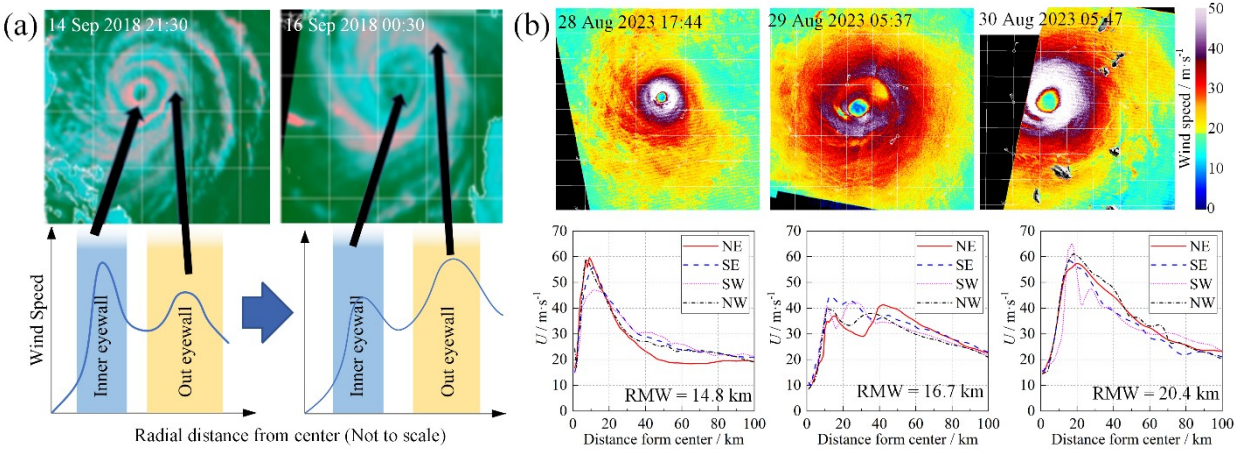 (a)
14 Sep 2018 21:30
16 Sep 2018 00:30
Wind Speed
Inner eyewall
Out eyewall
Inner eyewall
Out eyewall
Radial distance from center (Not to scale)
(b)
28 Aug 2023 17:44
29 Aug 2023 05:37
30 Aug 2023 05:47
50
40
30
20
10
0
Wind speed / m·s⁻¹
70
60
50
40
30
20
10
0
U / m·s⁻¹
NE
SE
SW
NW
RMW = 14.8 km
0 20 40 60 80 100
Distance form center / km
70
60
50
40
30
20
10
0
U / m·s⁻¹
NE
SE
SW
NW
RMW = 16.7 km
0 20 40 60 80 100
Distance form center / km
70
60
50
40
30
20
10
0
U / m·s⁻¹
NE
SE
SW
NW
RMW = 20.4 km
0 20 40 60 80 100
Distance form center / km